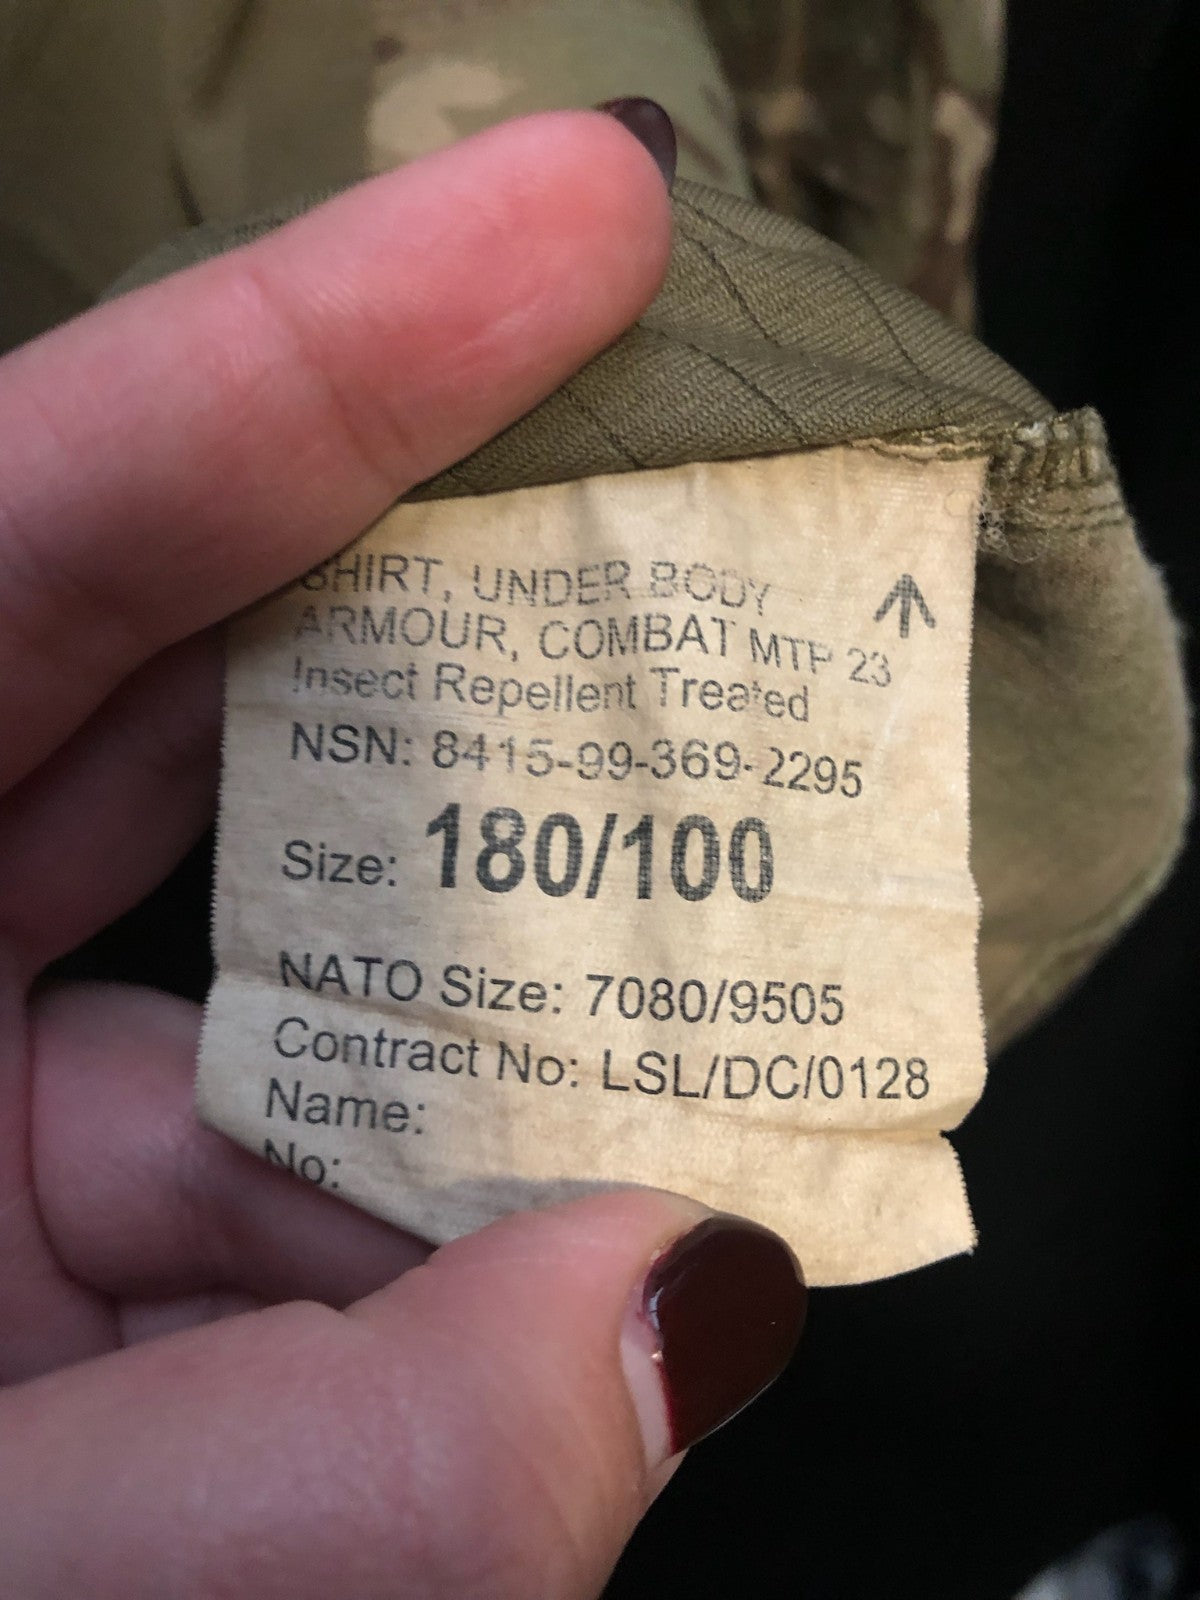 SHIRT, UNDER BODY
ARMOUR, COMBAT MTP 23
Insect Repellent Treated
NSN: 8415-99-369-2295
Size: 180/100
NATO Size: 7080/9505
Contract No: LSL/DC/0128
Name:
No: